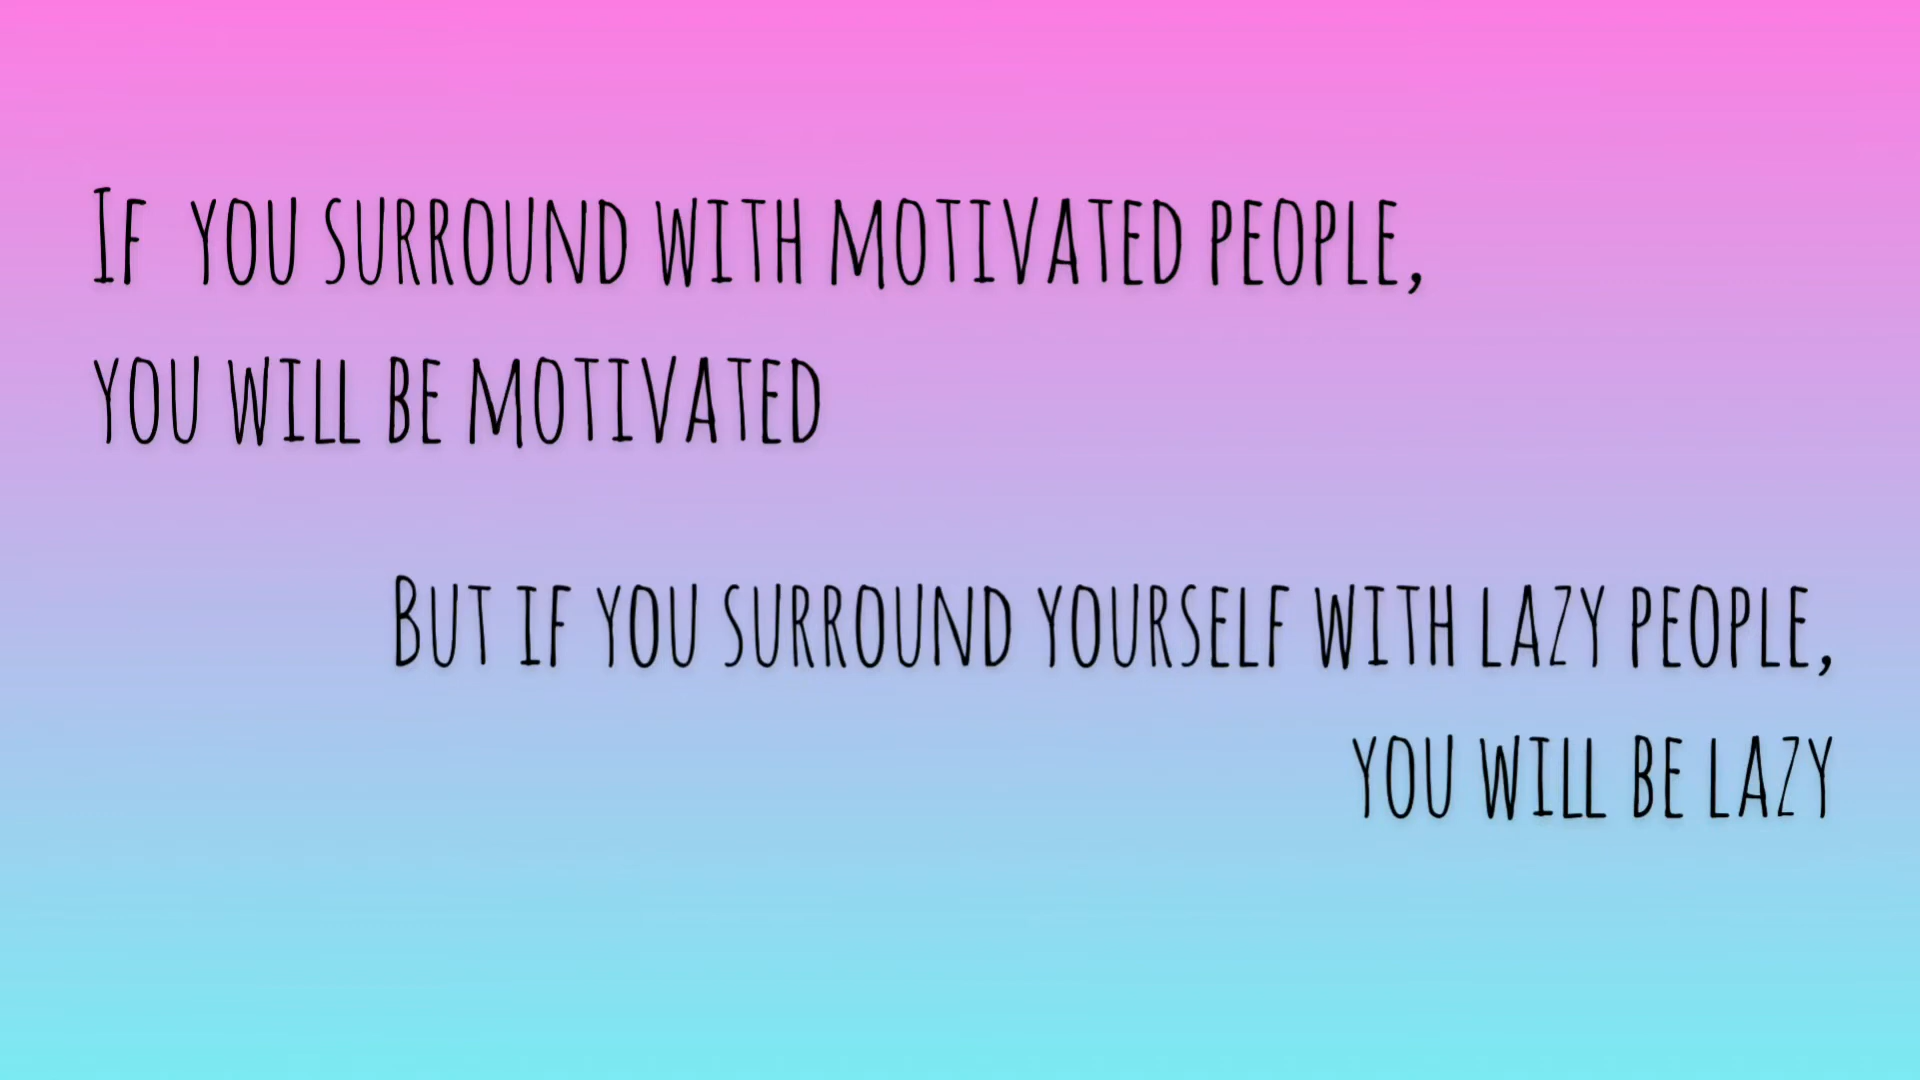 If you surround with motivated people,
you will be motivated
But if you surround yourself with lazy people,
you will be lazy